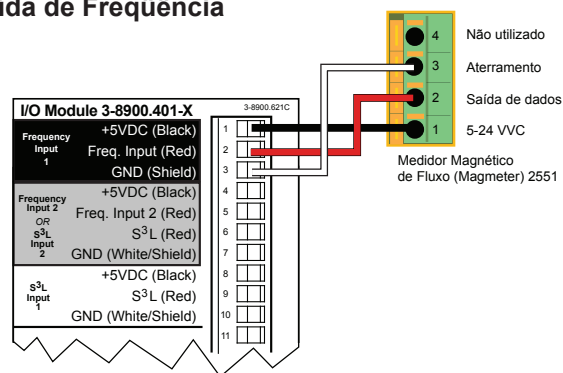 ída de Frequência
4 Não utilizado
3 Aterramento
2 Saída de dados
1 5-24 VVC
Medidor Magnético
de Fluxo (Magmeter) 2551
I/O Module 3-8900.401-X
3-8900.621C
Frequency
Input
1
+5VDC (Black)
Freq. Input (Red)
GND (Shield)
Frequency
Input 2
OR
S³L
Input
2
+5VDC (Black)
Freq. Input 2 (Red)
S³L (Red)
GND (White/Shield)
S³L
Input
1
+5VDC (Black)
S³L (Red)
GND (White/Shield)
1
2
3
4
5
6
7
8
9
10
11